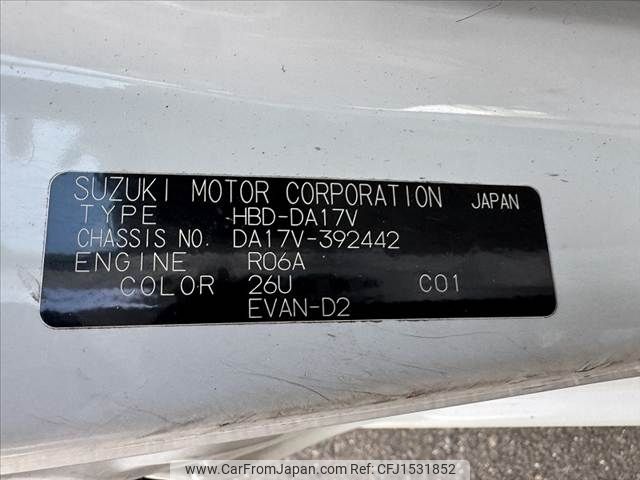 SUZUKI MOTOR CORPORATION JAPAN
TYPE HBD-DA17V
CHASSIS NO. DA17V-392442
ENGINE R06A
COLOR 26U C01
EVAN-D2
www.CarFromJapan.com ID: CFJ1531852